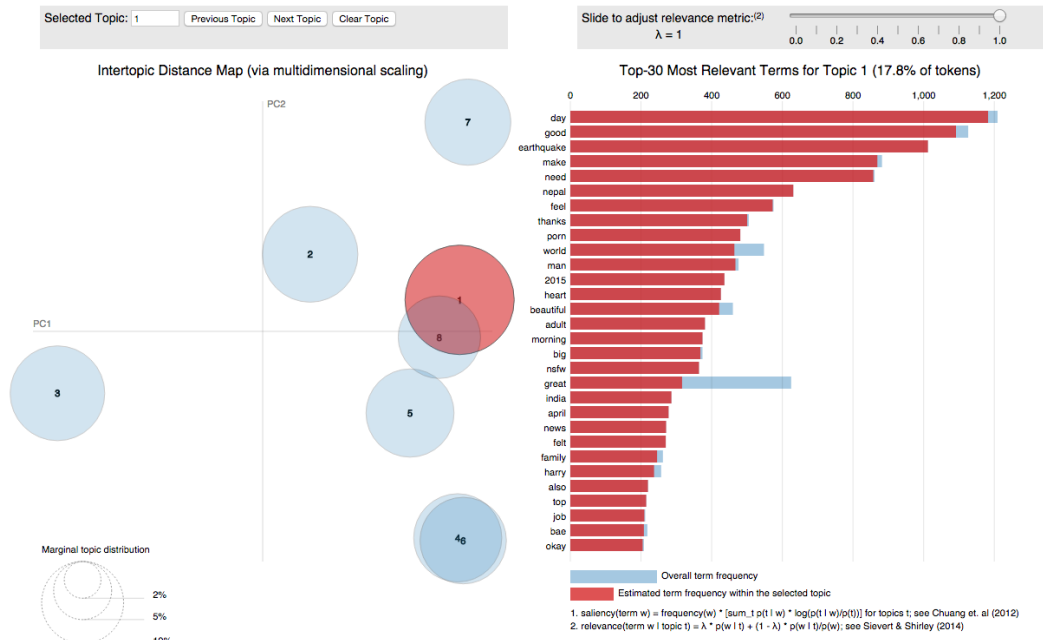 Selected Topic: 1 Previous Topic Next Topic Clear Topic
Slide to adjust relevance metric:(2)
λ = 1
0.0 0.2 0.4 0.6 0.8 1.0
Intertopic Distance Map (via multidimensional scaling)
PC2
PC1
7
2
1
8
3
5
4
6
Marginal topic distribution
2%
5%
10%
Top-30 Most Relevant Terms for Topic 1 (17.8% of tokens)
0 200 400 600 800 1,000 1,200
day
good
earthquake
make
need
nepal
feel
thanks
porn
world
man
2015
heart
beautiful
adult
morning
big
nsfw
great
india
april
news
felt
family
harry
also
top
job
bae
okay
Overall term frequency
Estimated term frequency within the selected topic
1. saliency(term w) = frequency(w) * [sum_t p(t | w) * log(p(t | w)/p(t))] for topics t; see Chuang et. al (2012)
2. relevance(term w | topic t) = λ * p(w | t) + (1 - λ) * p(w | t)/p(w); see Sievert & Shirley (2014)